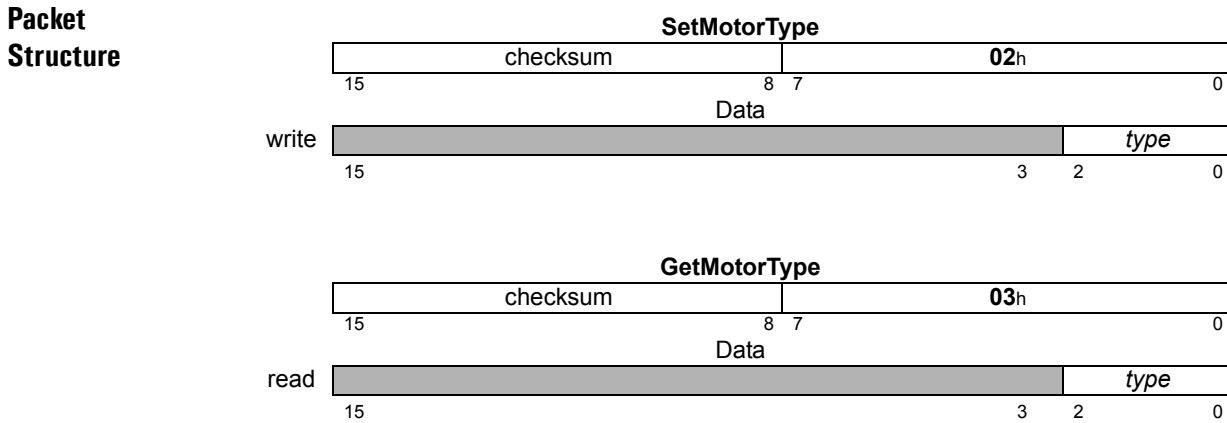 Packet
Structure
SetMotorType
checksum 02h
15 8 7 0
Data
write type
15 3 2 0
GetMotorType
checksum 03h
15 8 7 0
Data
read type
15 3 2 0